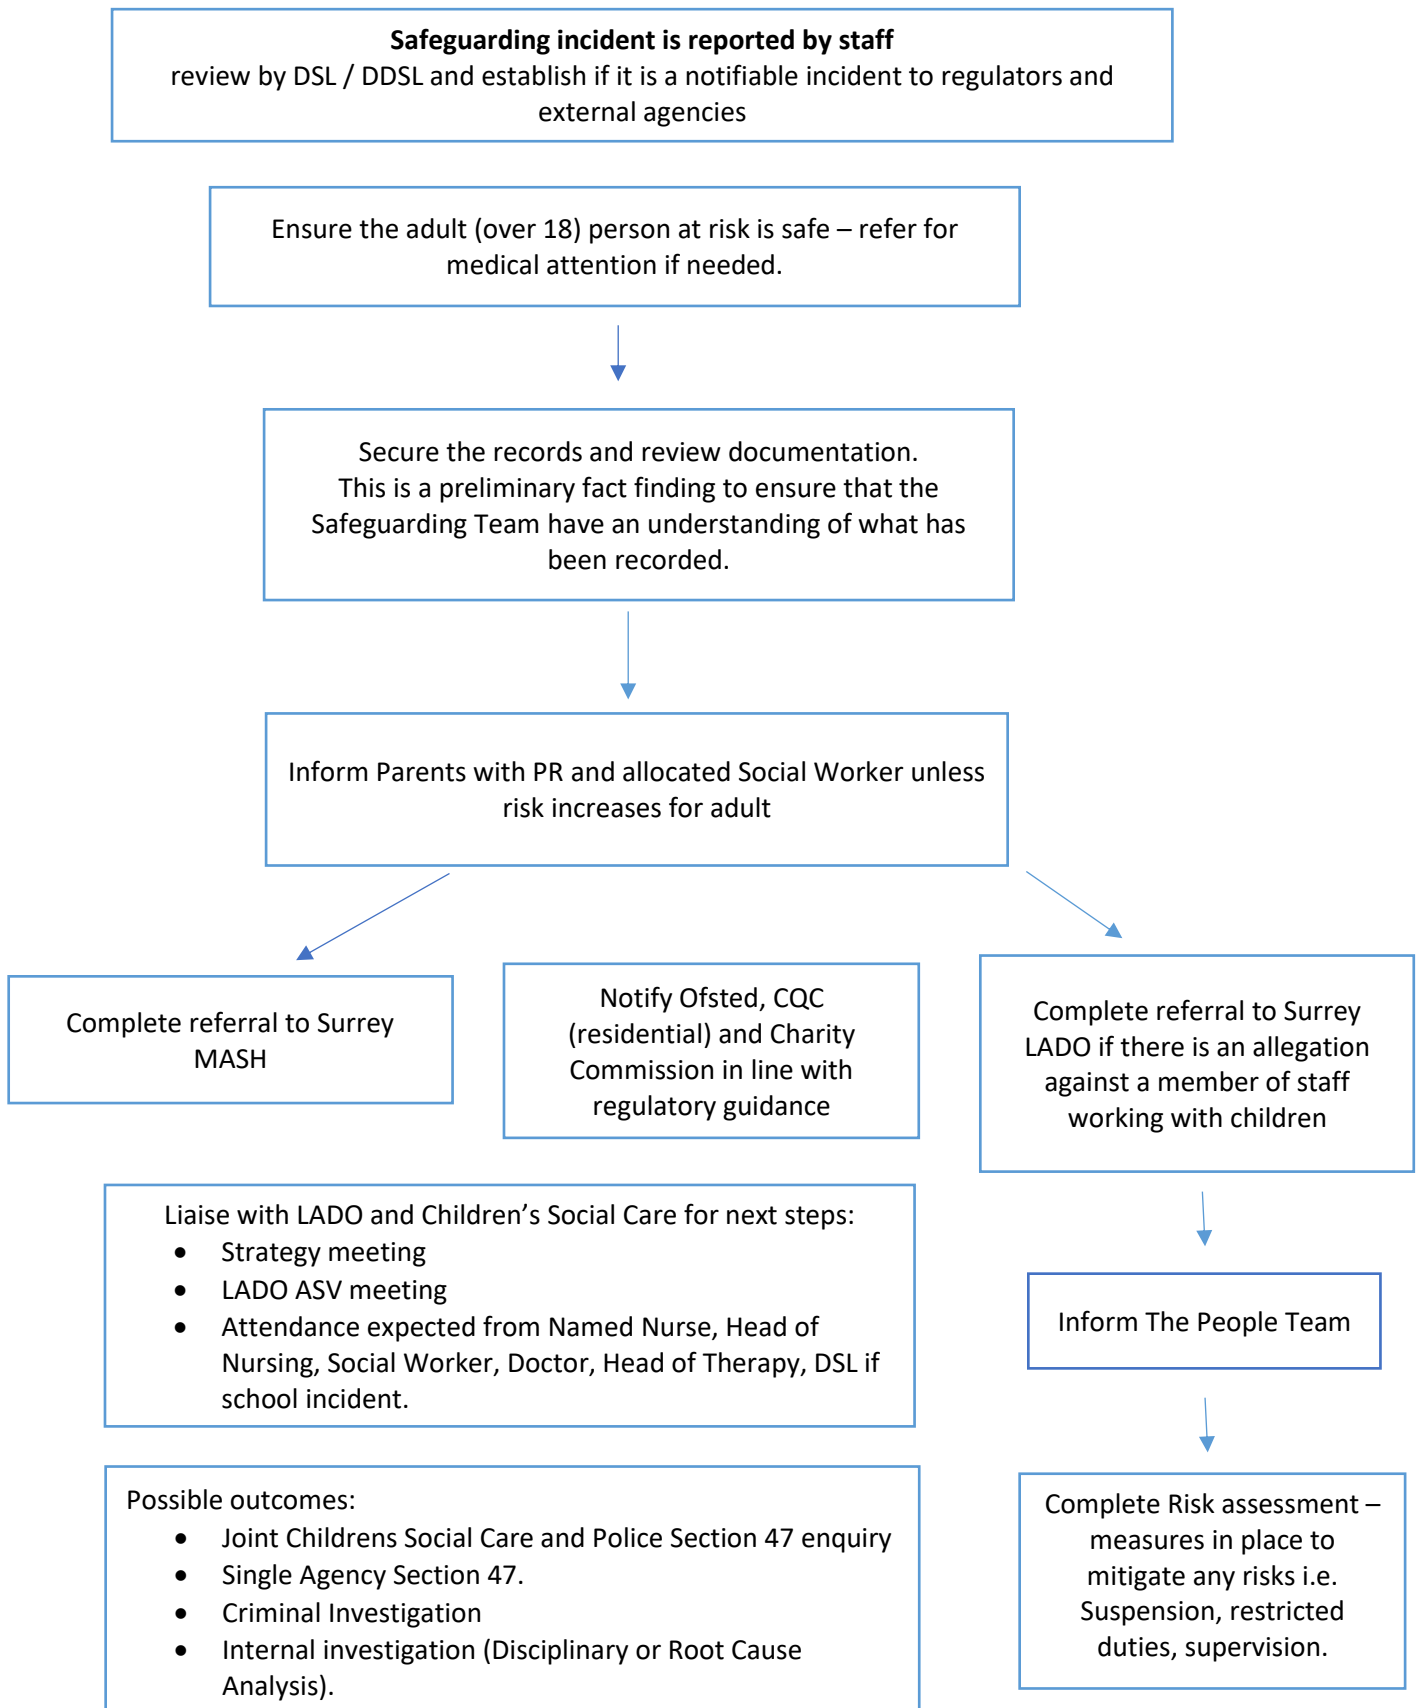 Safeguarding incident is reported by staff
review by DSL / DDSL and establish if it is a notifiable incident to regulators and
external agencies
Ensure the adult (over 18) person at risk is safe – refer for
medical attention if needed.
Secure the records and review documentation.
This is a preliminary fact finding to ensure that the
Safeguarding Team have an understanding of what has
been recorded.
Inform Parents with PR and allocated Social Worker unless
risk increases for adult
Complete referral to Surrey
MASH
Notify Ofsted, CQC
(residential) and Charity
Commission in line with
regulatory guidance
Complete referral to Surrey
LADO if there is an allegation
against a member of staff
working with children
Liaise with LADO and Children’s Social Care for next steps:
• Strategy meeting
• LADO ASV meeting
• Attendance expected from Named Nurse, Head of
Nursing, Social Worker, Doctor, Head of Therapy, DSL if
school incident.
Inform The People Team
Possible outcomes:
• Joint Childrens Social Care and Police Section 47 enquiry
• Single Agency Section 47.
• Criminal Investigation
• Internal investigation (Disciplinary or Root Cause
Analysis).
Complete Risk assessment –
measures in place to
mitigate any risks i.e.
Suspension, restricted
duties, supervision.